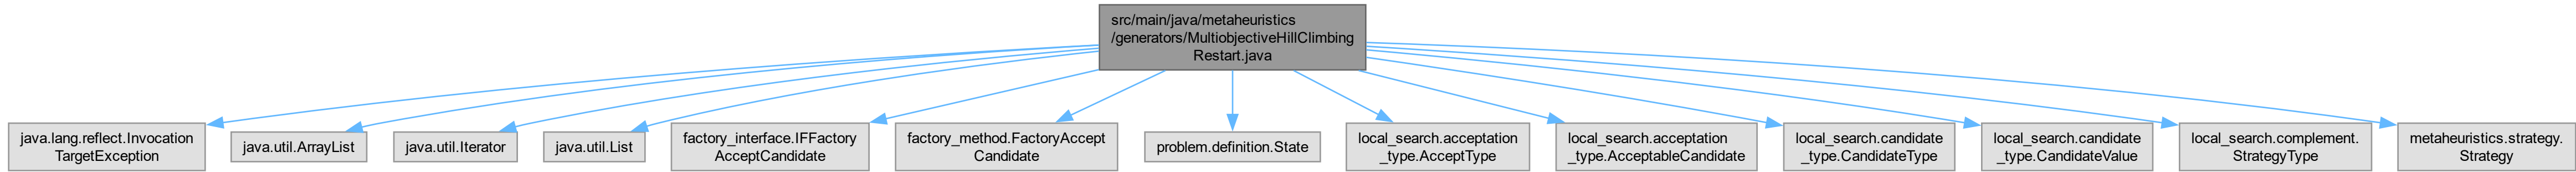 src/main/java/metaheuristics
/generators/MultiobjectiveHillClimbing
Restart.java
java.lang.reflect.Invocation
TargetException
java.util.ArrayList
java.util.Iterator
java.util.List
factory_interface.IFFactory
AcceptCandidate
factory_method.FactoryAccept
Candidate
problem.definition.State
local_search.acceptation
_type.AcceptType
local_search.acceptation
_type.AcceptableCandidate
local_search.candidate
_type.CandidateType
local_search.candidate
_type.CandidateValue
local_search.complement.
StrategyType
metaheuristics.strategy.
Strategy